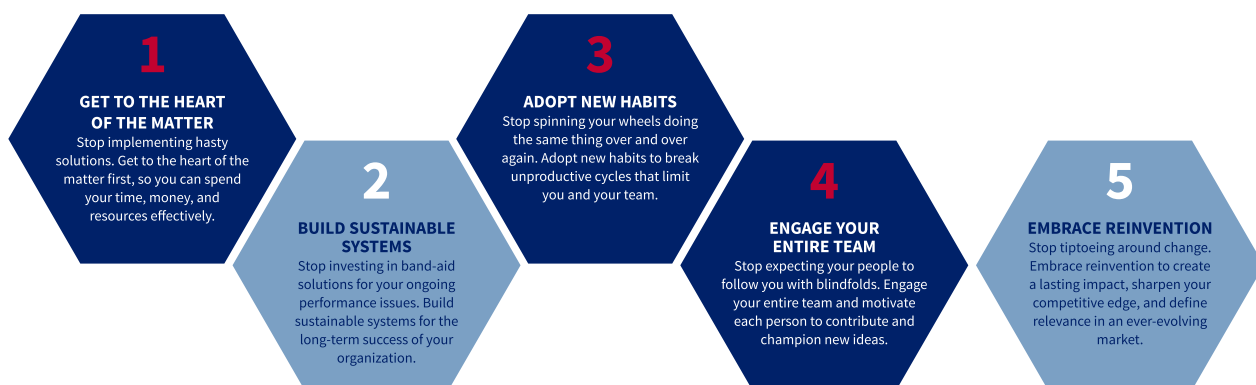 1
GET TO THE HEART
OF THE MATTER
Stop implementing hasty
solutions. Get to the heart of the
matter first, so you can spend
your time, money, and
resources effectively.
2
BUILD SUSTAINABLE
SYSTEMS
Stop investing in band-aid
solutions for your ongoing
performance issues. Build
sustainable systems for the
long-term success of your
organization.
3
ADOPT NEW HABITS
Stop spinning your wheels doing
the same thing over and over
again. Adopt new habits to break
unproductive cycles that limit
you and your team.
4
ENGAGE YOUR
ENTIRE TEAM
Stop expecting your people to
follow you with blindfolds. Engage
your entire team and motivate
each person to contribute and
champion new ideas.
5
EMBRACE REINVENTION
Stop tiptoeing around change.
Embrace reinvention to create
a lasting impact, sharpen your
competitive edge, and define
relevance in an ever-evolving
market.